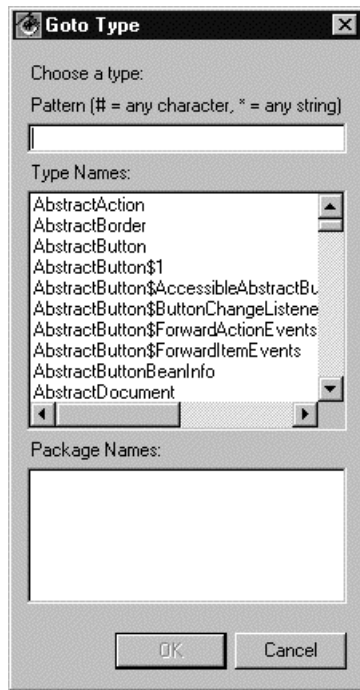 Goto Type
Choose a type:
Pattern (# = any character, * = any string)
Type Names:
AbstractAction
AbstractBorder
AbstractButton
AbstractButton$1
AbstractButton$AccessibleAbstractBu
AbstractButton$ButtonChangeListene
AbstractButton$ForwardActionEvents
AbstractButton$ForwardItemEvents
AbstractButtonBeanInfo
AbstractDocument
Package Names:
OK Cancel